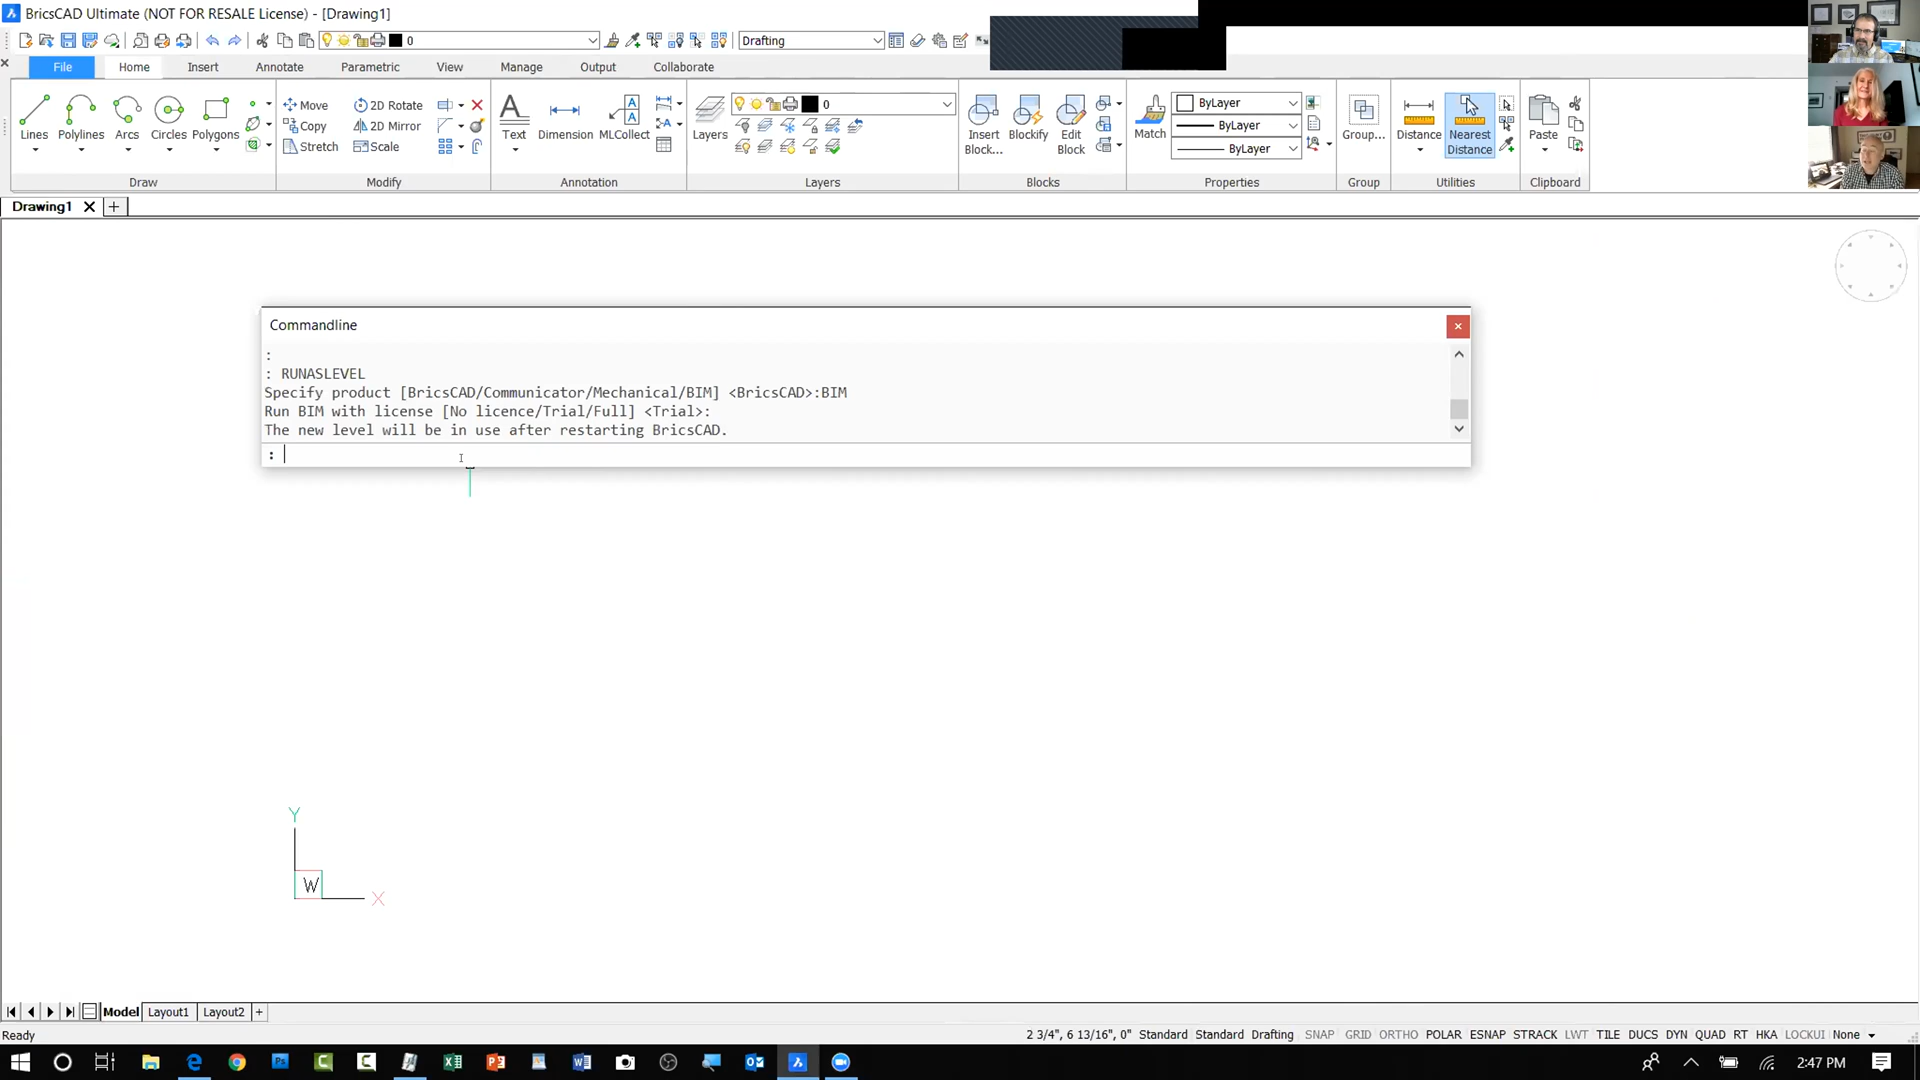 BricsCAD Ultimate (NOT FOR RESALE License) - [Drawing1]
0
Drafting
File
Home
Insert
Annotate
Parametric
View
Manage
Output
Collaborate
Lines
Polylines
Arcs
Circles
Polygons
Draw
Move
Copy
Stretch
2D Rotate
2D Mirror
Scale
Modify
Text
Dimension
MLCollect
Annotation
Layers
0
Layers
Insert
Block...
Blockify
Edit
Block
Blocks
Match
ByLayer
ByLayer
ByLayer
Properties
Group...
Group
Distance
Nearest
Distance
Utilities
Paste
Clipboard
Drawing1
Commandline
:
: RUNASLEVEL
Specify product [BricsCAD/Communicator/Mechanical/BIM] <BricsCAD>:BIM
Run BIM with license [No licence/Trial/Full] <Trial>:
The new level will be in use after restarting BricsCAD.
:
Y
W
X
Model
Layout1
Layout2
+
Ready
2 3/4", 6 13/16", 0"
Standard
Standard
Drafting
SNAP
GRID
ORTHO
POLAR
ESNAP
STRACK
LWT
TILE
DUCS
DYN
QUAD
RT
HKA
LOCKUI
None
2:47 PM